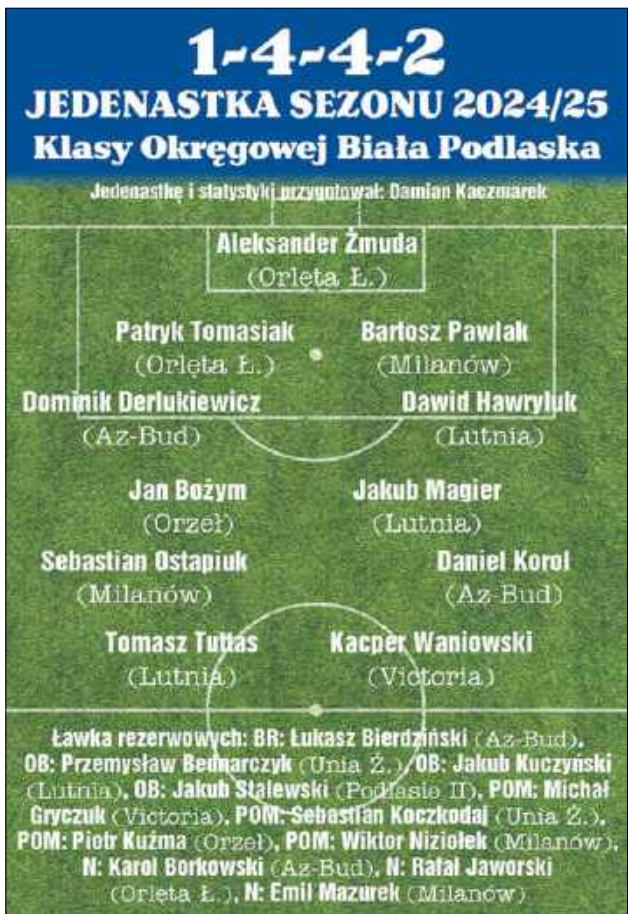 1-4-4-2
JEDENASTKA SEZONU 2024/25
Klasy Okręgowej Biała Podlaska
Jedenastkę i statystyki przygotował: Damian Kaczmarek
Aleksander Żmuda
(Orlęta Ł.)
Patryk Tomasiak
(Orlęta Ł.)
Bartosz Pawlak
(Milanów)
Dominik Derlukiewicz
(Az-Bud)
Dawid Hawryluk
(Lutnia)
Jan Bożym
(Orzeł)
Jakub Magier
(Lutnia)
Sebastian Ostapiuk
(Milanów)
Daniel Korol
(Az-Bud)
Tomasz Tuttas
(Lutnia)
Kacper Waniowski
(Victoria)
Ławka rezerwowych: BR: Łukasz Bierdziński (Az-Bud),
OB: Przemysław Bednarczyk (Unia Ż.), OB: Jakub Kuczyński
(Lutnia), OB: Jakub Stalewski (Podlasie II), POM: Michał
Gryczuk (Victoria), POM: Sebastian Koczkodaj (Unia Ż.),
POM: Piotr Kuźma (Orzeł), POM: Wiktor Niziołek (Milanów),
N: Karol Borkowski (Az-Bud), N: Rafał Jaworski
(Orlęta Ł.), N: Emil Mazurek (Milanów)